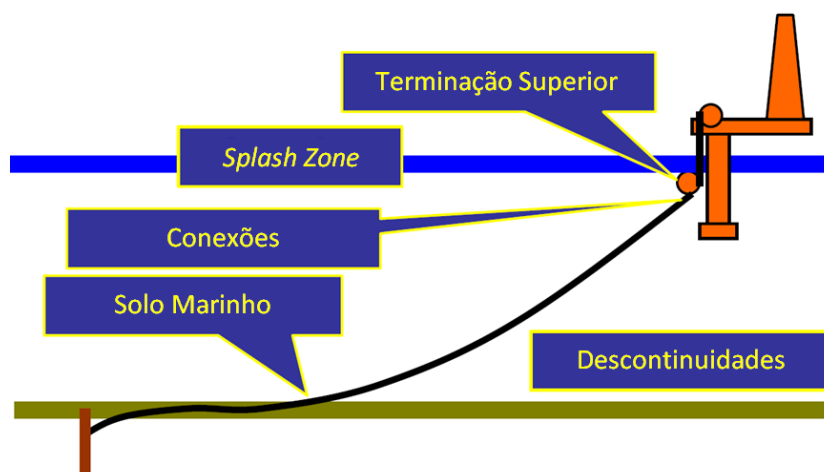 Terminação Superior
Splash Zone
Conexões
Solo Marinho
Descontinuidades